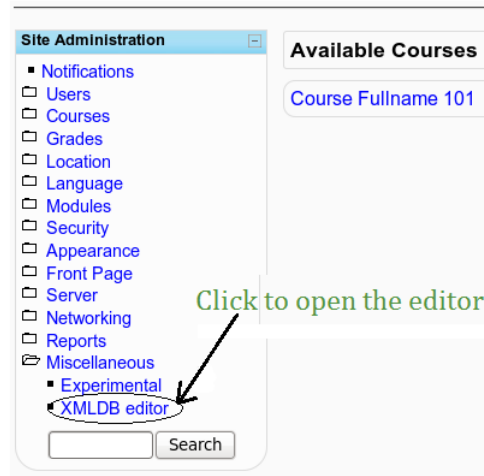 Site Administration
Notifications
Users
Courses
Grades
Location
Language
Modules
Security
Appearance
Front Page
Server
Networking
Reports
Miscellaneous
Experimental
XMLDB editor
Search
Available Courses
Course Fullname 101
Click to open the editor